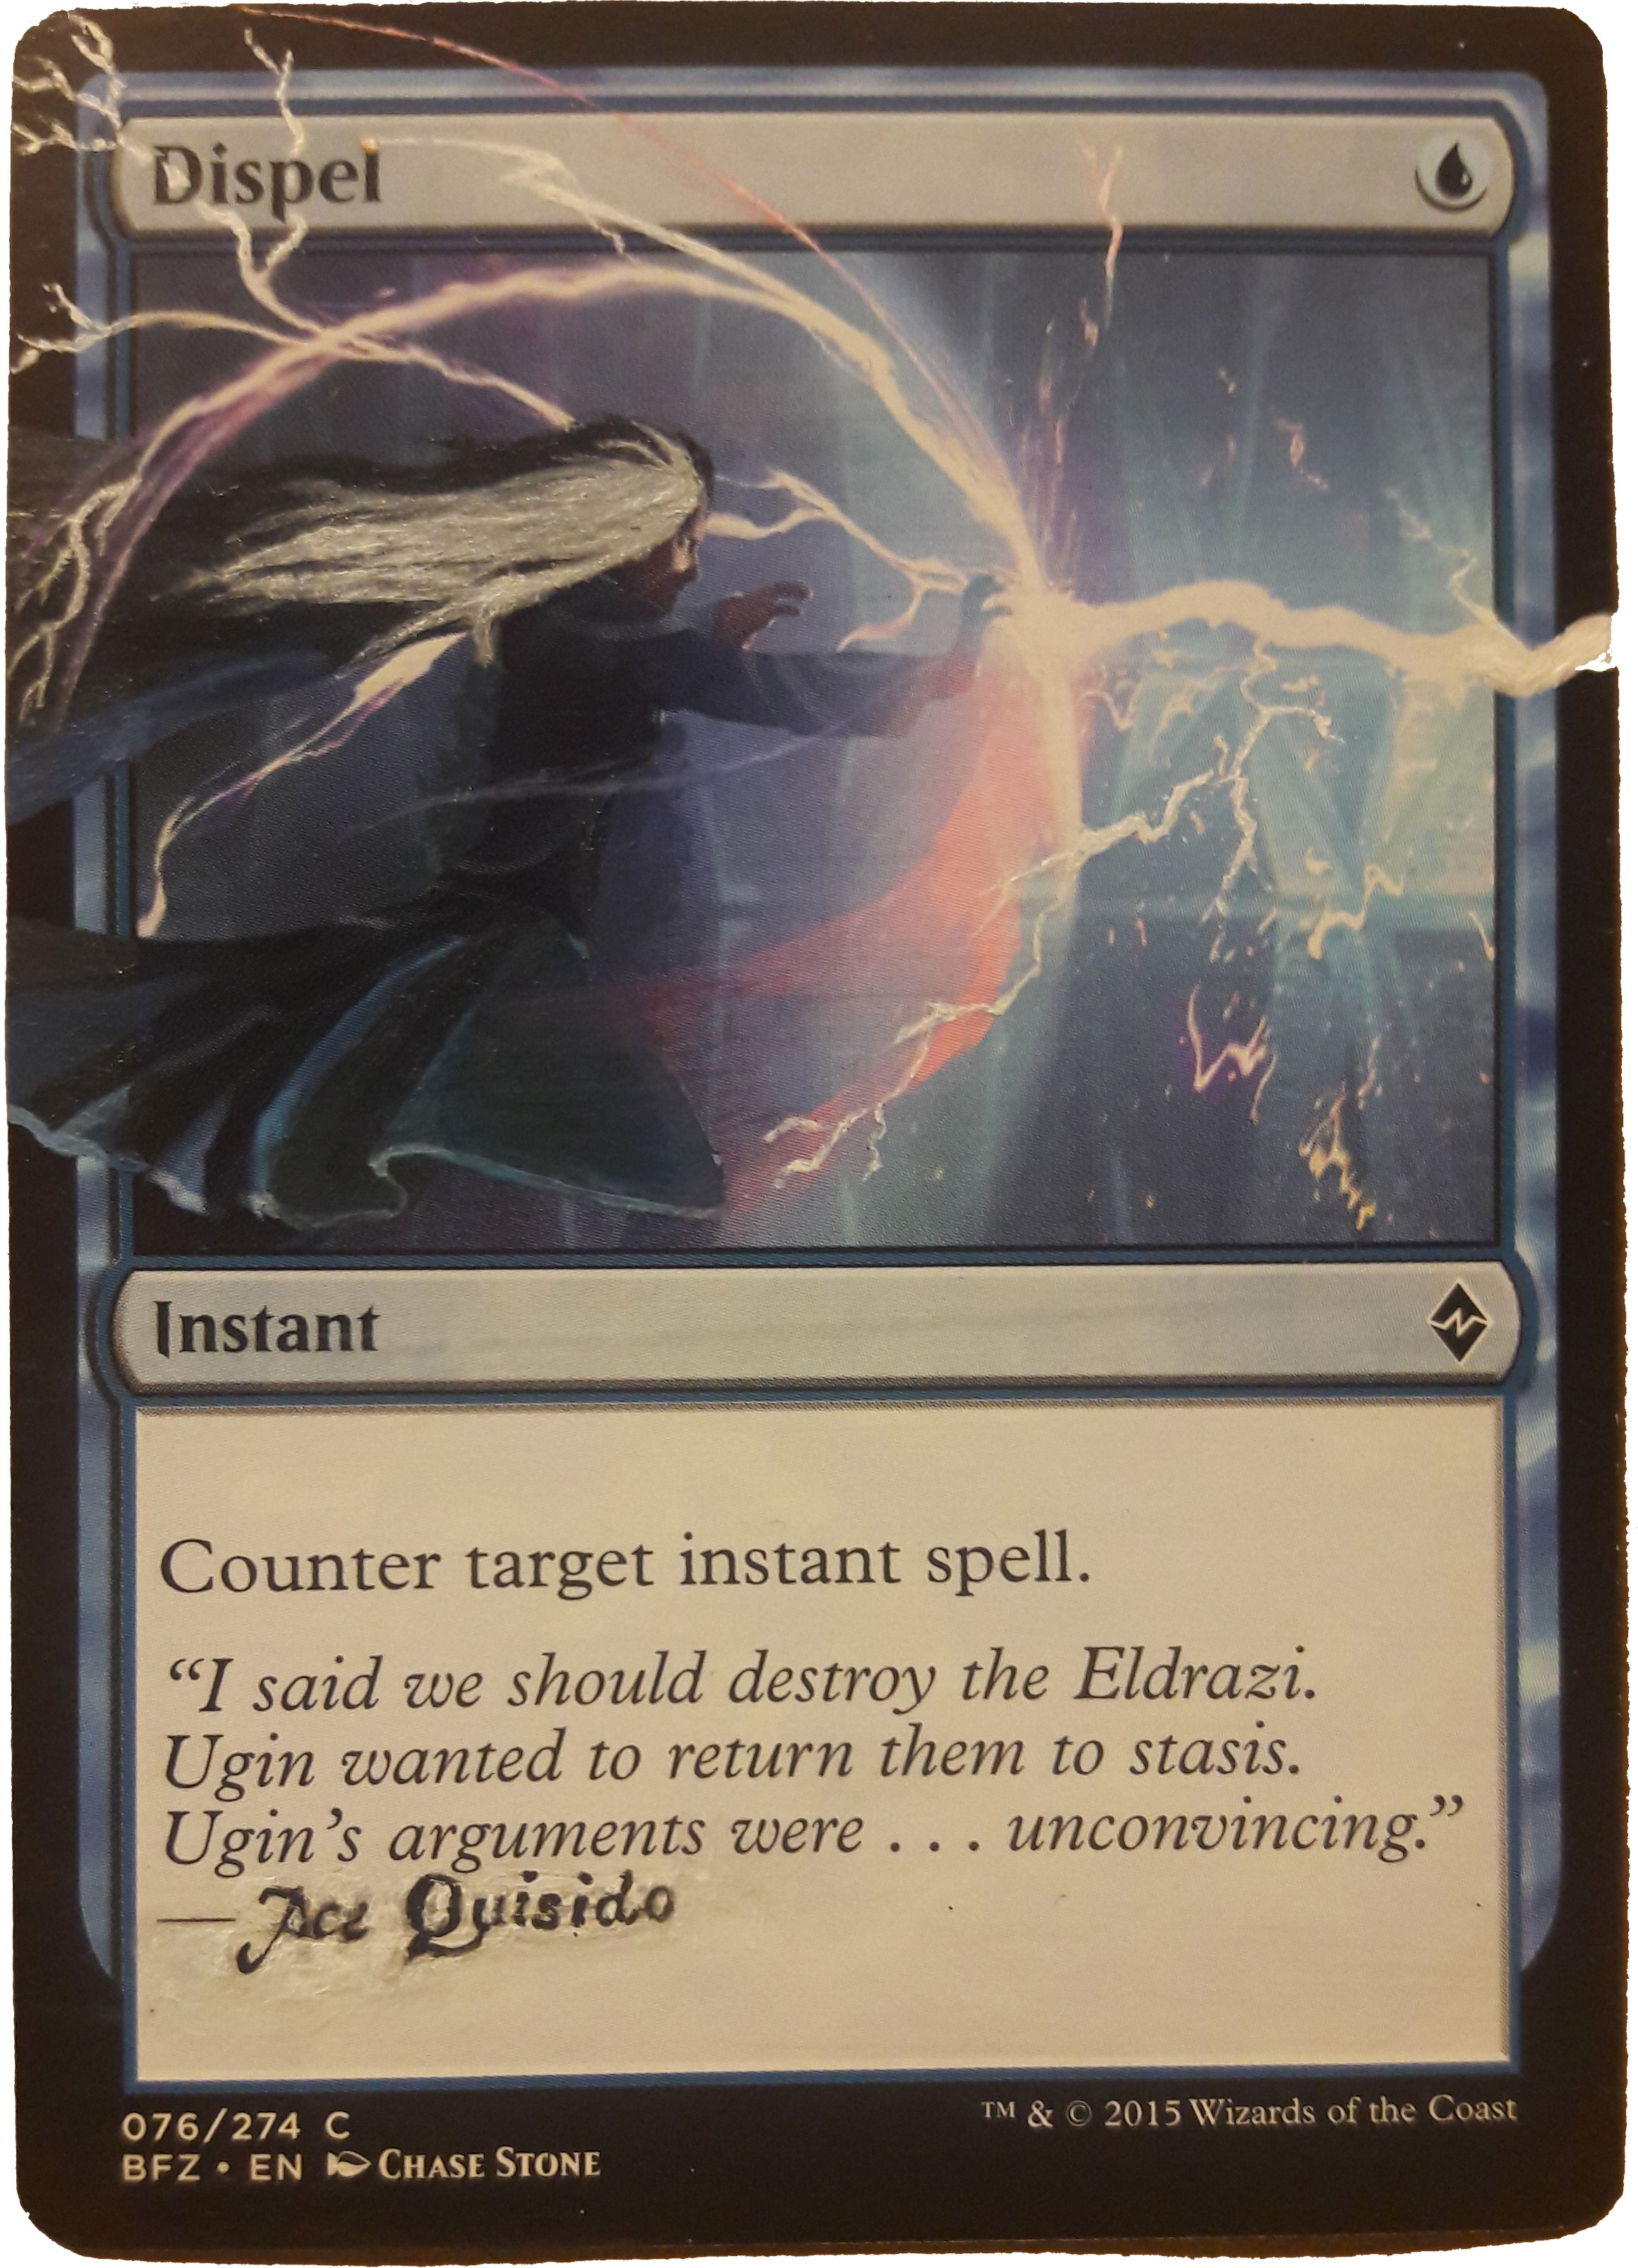 Dispel
Instant
Counter target instant spell.
“I said we should destroy the Eldrazi.
Ugin wanted to return them to stasis.
Ugin’s arguments were . . . unconvincing.”
— Ace Quisido
076/274 C
BFZ • EN Chase Stone
™ & © 2015 Wizards of the Coast